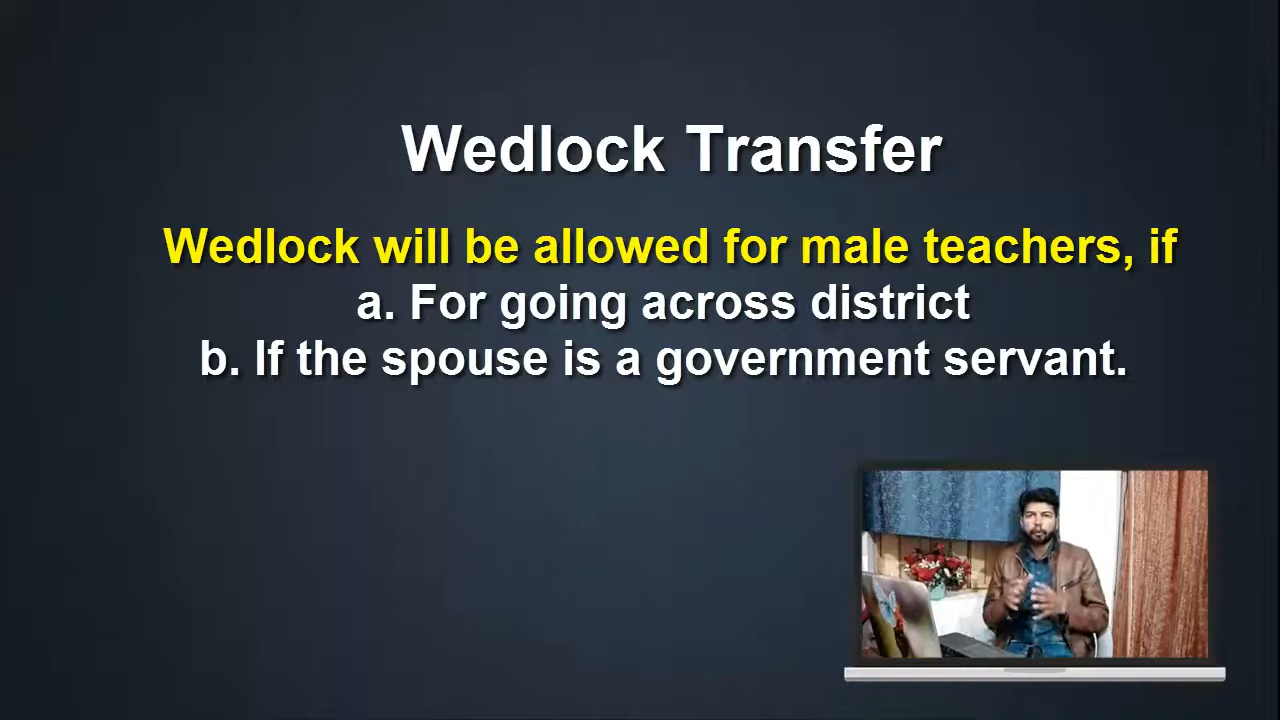 Wedlock Transfer
Wedlock will be allowed for male teachers, if
a. For going across district
b. If the spouse is a government servant.